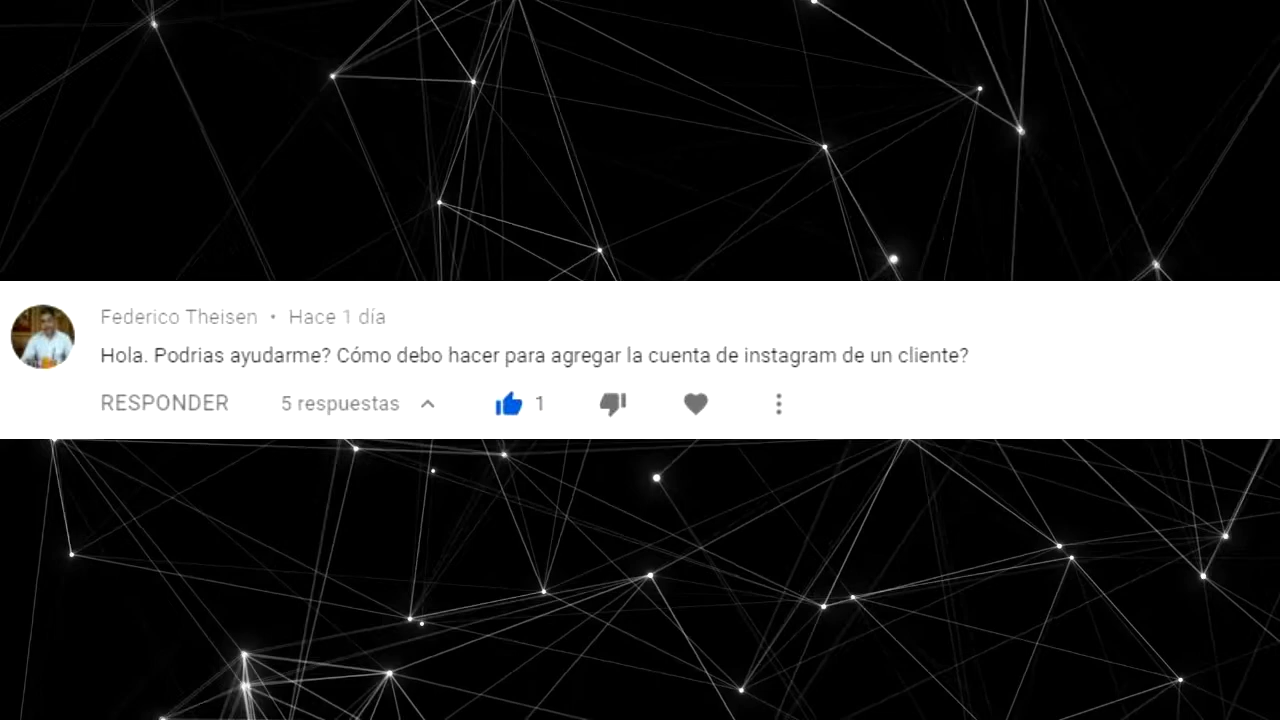 Federico Theisen • Hace 1 día
Hola. Podrias ayudarme? Cómo debo hacer para agregar la cuenta de instagram de un cliente?
RESPONDER 5 respuestas 1